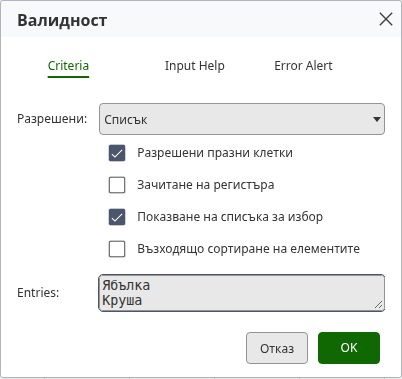 Валидност
Criteria Input Help Error Alert
Разрешени: Списък
Разрешени празни клетки
Зачитане на регистъра
Показване на списъка за избор
Възходящо сортиране на елементите
Entries: Ябълка
Круша
Отказ OK